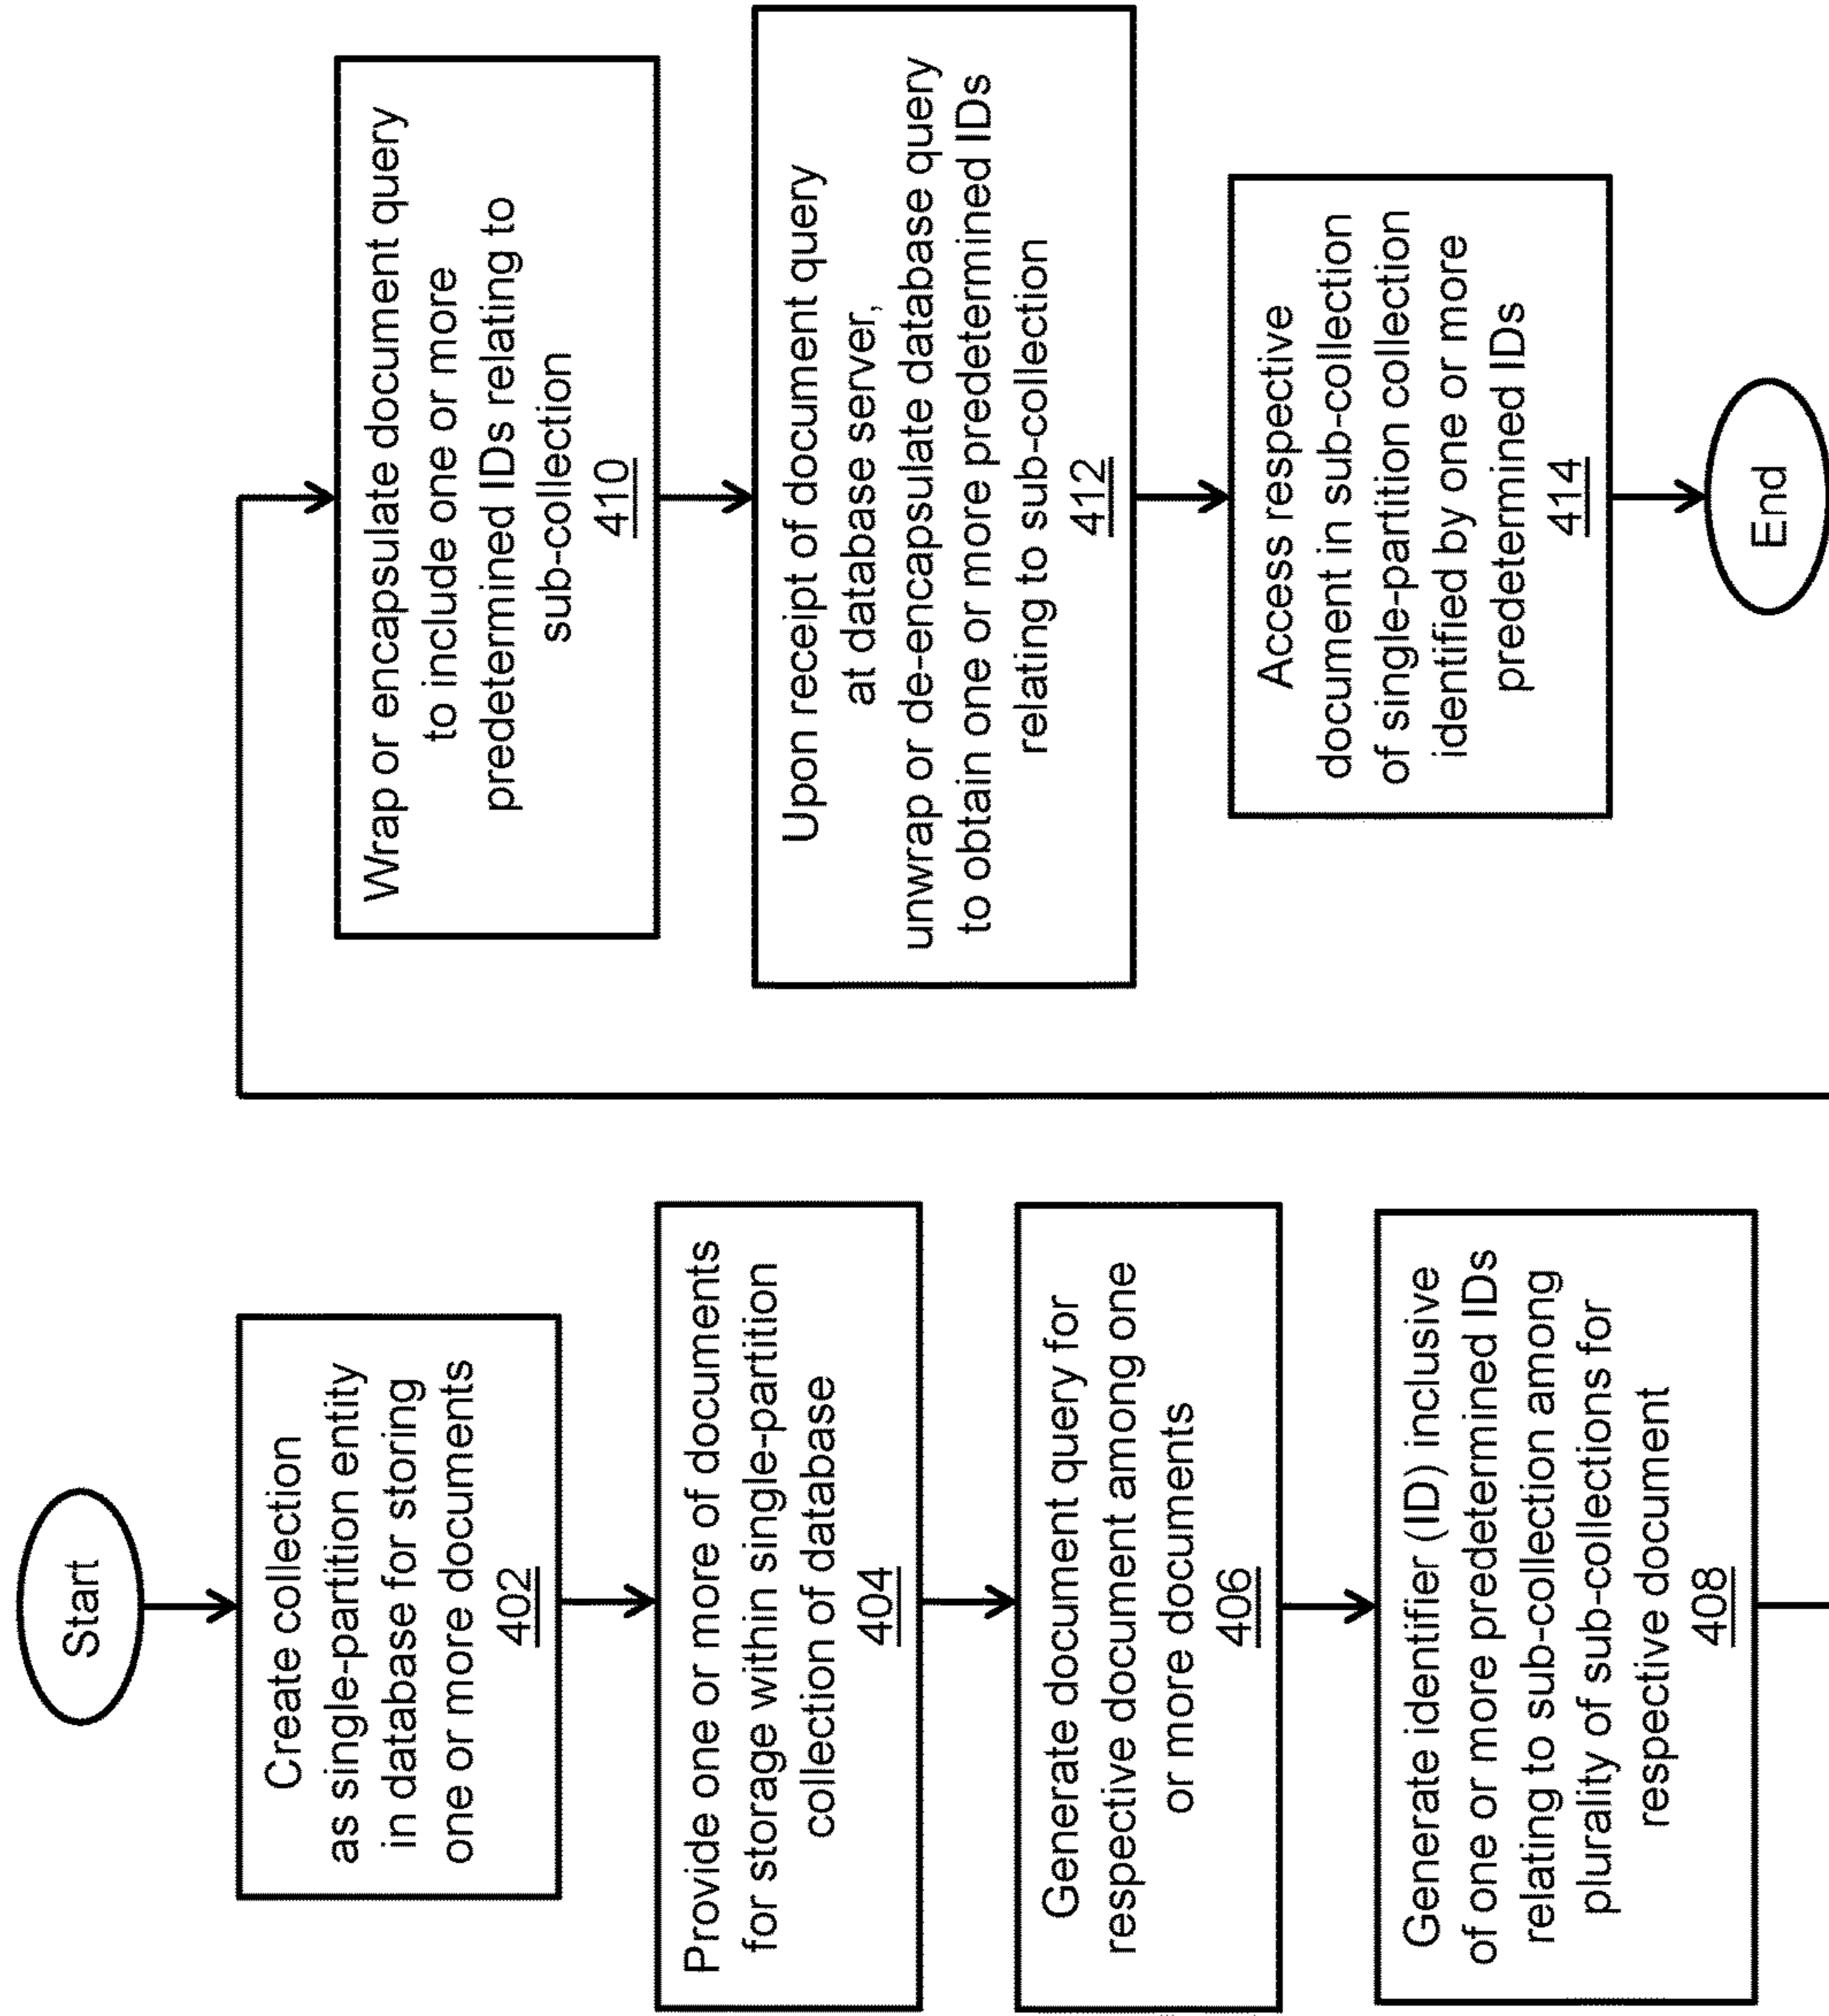 Start
Create collection
as single-partition entity
in database for storing
one or more documents
402
Provide one or more of documents
for storage within single-partition
collection of database
404
Generate document query for
respective document among one
or more documents
406
Generate identifier (ID) inclusive
of one or more predetermined IDs
relating to sub-collection among
plurality of sub-collections for
respective document
408
Wrap or encapsulate document query
to include one or more
predetermined IDs relating to
sub-collection
410
Upon receipt of document query
at database server,
unwrap or de-encapsulate database query
to obtain one or more predetermined IDs
relating to sub-collection
412
Access respective
document in sub-collection
of single-partition collection
identified by one or more
predetermined IDs
414
End